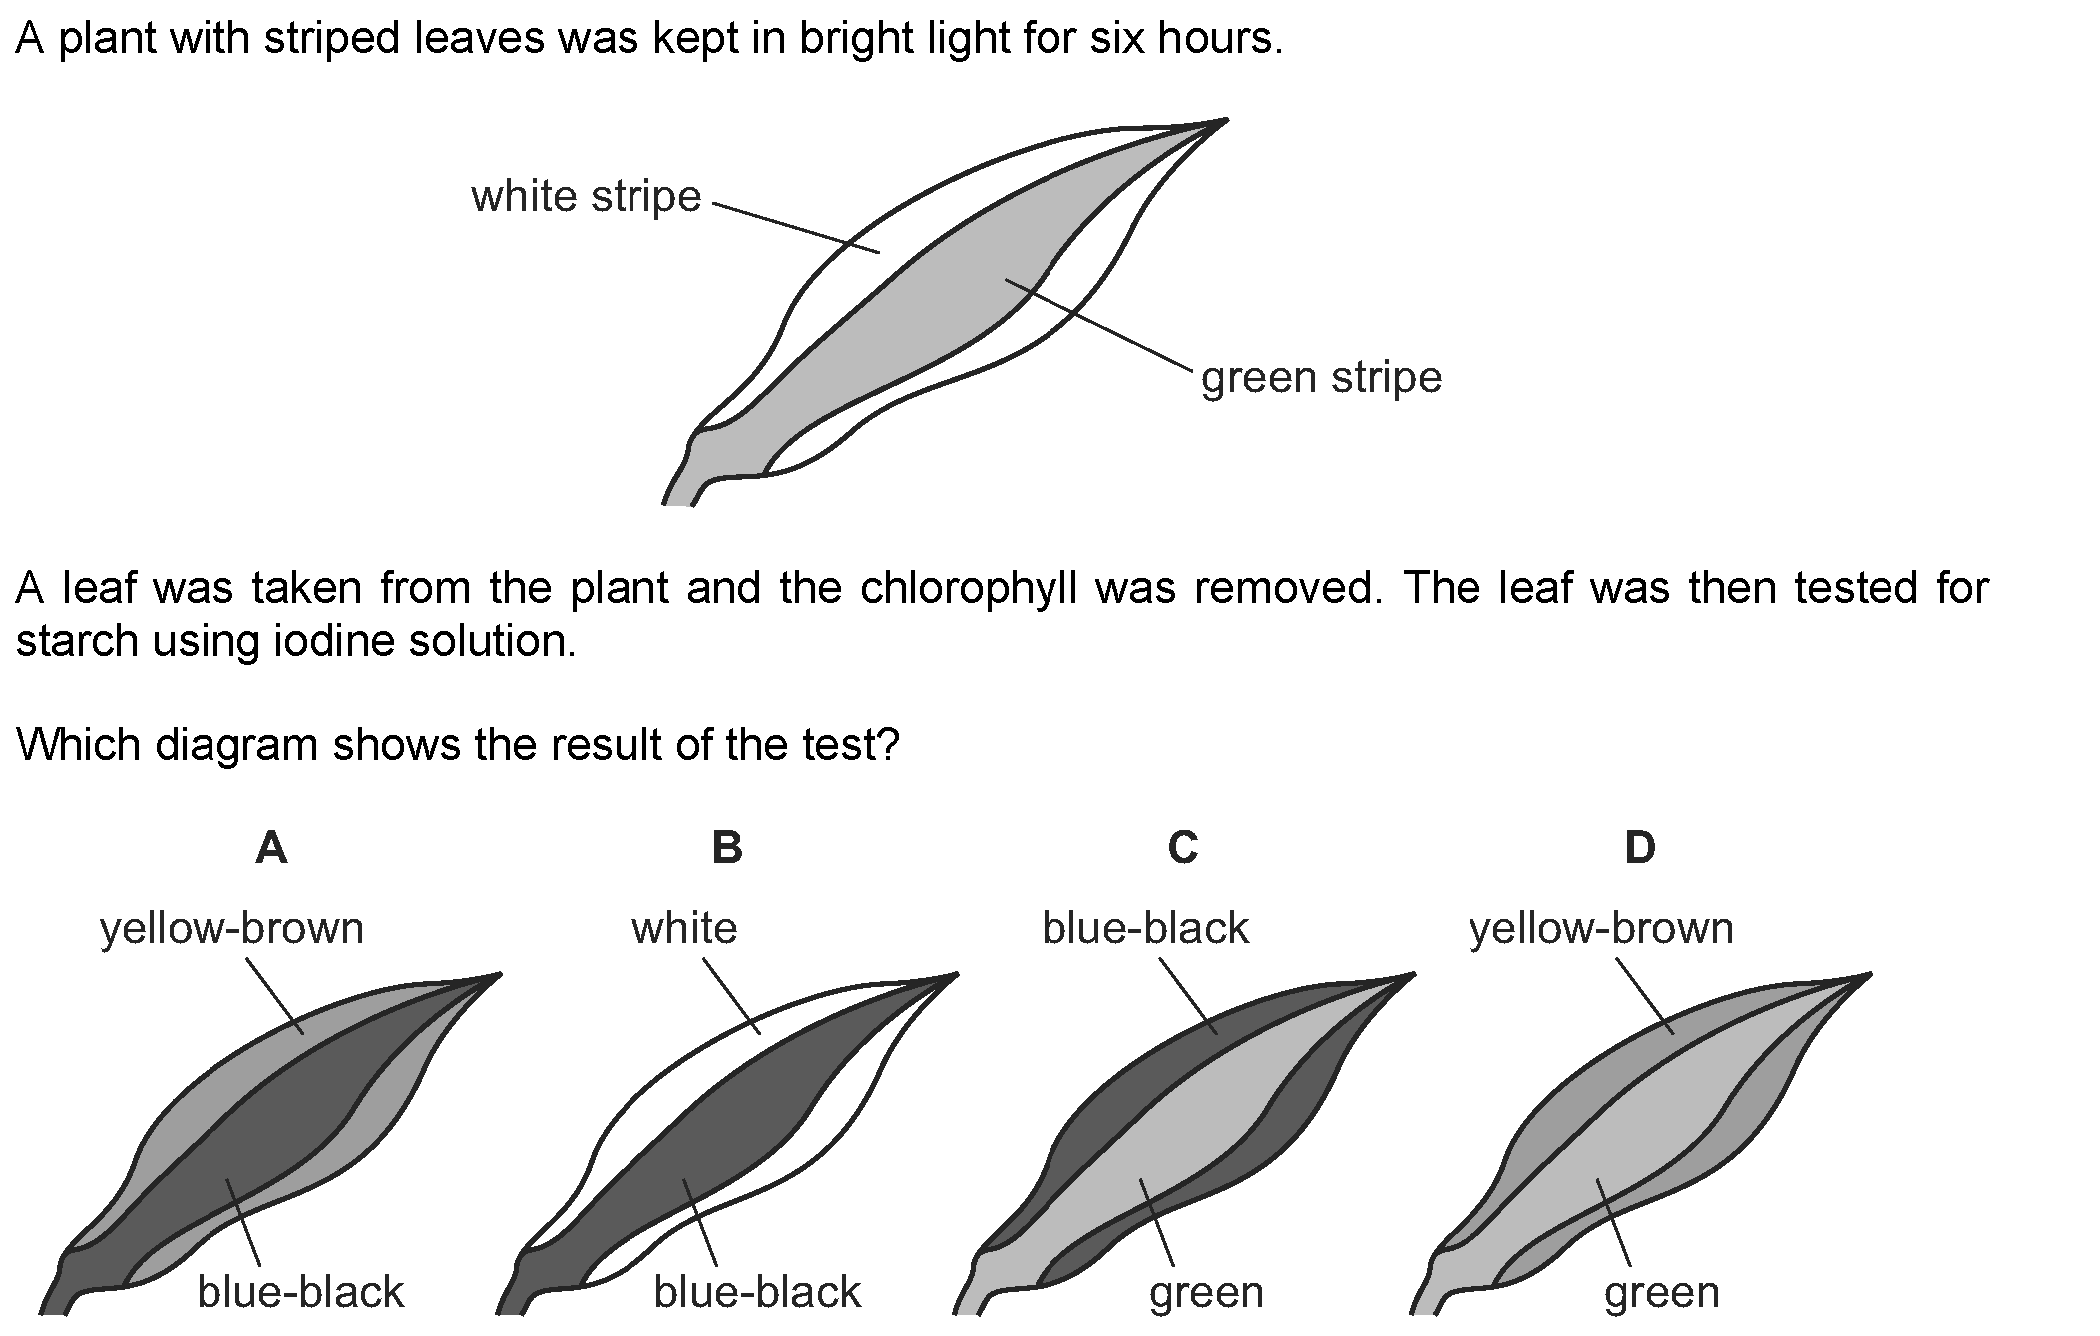 A plant with striped leaves was kept in bright light for six hours.
white stripe
green stripe
A leaf was taken from the plant and the chlorophyll was removed. The leaf was then tested for
starch using iodine solution.
Which diagram shows the result of the test?
A B C D
yellow-brown white blue-black yellow-brown
blue-black blue-black green green